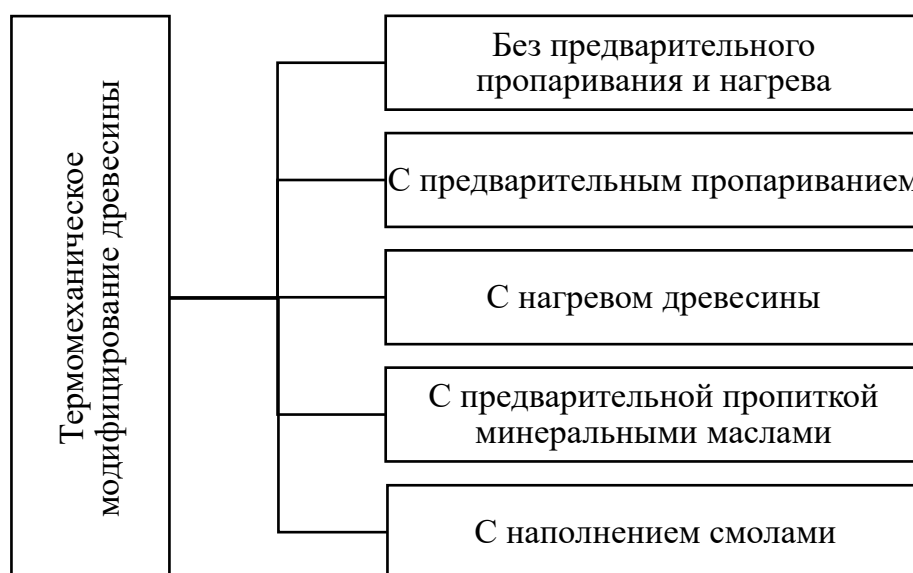 Термомеханическое
модифицирование древесины
Без предварительного
пропаривания и нагрева
С предварительным пропариванием
С нагревом древесины
С предварительной пропиткой
минеральными маслами
С наполнением смолами